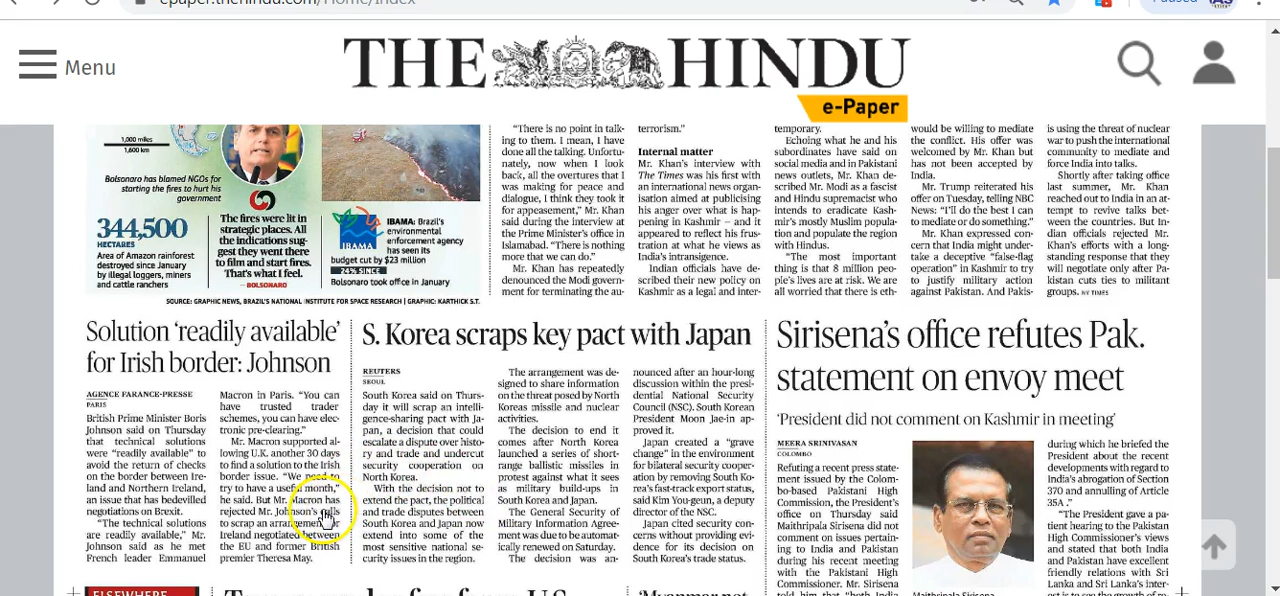 epaper.thehindu.com/Home/Index
Paused
Menu
THE HINDU
e-Paper
1,000 miles
1,600 km
Bolsonaro has blamed NGOs for
starting the fires to hurt his
government
344,500
HECTARES
Area of Amazon rainforest
destroyed since January
by illegal loggers, miners
and cattle ranchers
The fires were lit in
strategic places. All
the indications sug-
gest they went there
to film and start fires.
That's what I feel.
— BOLSONARO
IBAMA
IBAMA: Brazil's
environmental
enforcement agency
has seen its
budget cut by $23 million
24% SINCE
Bolsonaro took office in January
SOURCE: GRAPHIC NEWS, BRAZIL'S NATIONAL INSTITUTE FOR SPACE RESEARCH | GRAPHIC: KARTHICK S.T.
“There is no point in talk-
ing to them. I mean, I have
done all the talking. Unfortu-
nately, now when I look
back, all the overtures that I
was making for peace and
dialogue, I think they took it
for appeasement,” Mr. Khan
said during the interview at
the Prime Minister's office in
Islamabad. “There is nothing
more that we can do.”
Mr. Khan has repeatedly
denounced the Modi govern-
ment for terminating the au-
terrorism.”
Internal matter
Mr. Khan's interview with
The Times was his first with
an international news organ-
isation aimed at publicising
his anger over what is hap-
pening in Kashmir – and it
appeared to reflect his frus-
tration at what he views as
India's intransigence.
Indian officials have de-
scribed their new policy on
Kashmir as a legal and inter-
temporary.
Echoing what he and his
subordinates have said on
social media and in Pakistani
news outlets, Mr. Khan de-
scribed Mr. Modi as a fascist
and Hindu supremacist who
intends to eradicate Kash-
mir's mostly Muslim popula-
tion and populate the region
with Hindus.
“The most important
thing is that 8 million peo-
ple's lives are at risk. We are
all worried that there is eth-
would be willing to mediate
the conflict. His offer was
welcomed by Mr. Khan but
has not been accepted by
India.
Mr. Trump reiterated his
offer on Tuesday, telling NBC
News: “I'll do the best I can
to mediate or do something.”
Mr. Khan expressed con-
cern that India might under-
take a deceptive “false-flag
operation” in Kashmir to try
to justify military action
against Pakistan. And Pakis-
is using the threat of nuclear
war to push the international
community to mediate and
force India into talks.
Shortly after taking office
last summer, Mr. Khan
reached out to India in an at-
tempt to revive talks bet-
ween the countries. But In-
dian officials rejected Mr.
Khan's efforts with a long-
standing response that they
will negotiate only after Pa-
kistan cuts ties to militant
groups. NY TIMES
Solution ‘readily available’
for Irish border: Johnson
AGENCE FARANCE-PRESSE
PARIS
British Prime Minister Boris
Johnson said on Thursday
that technical solutions
were “readily available” to
avoid the return of checks
on the border between Ire-
land and Northern Ireland,
an issue that has bedevilled
negotiations on Brexit.
“The technical solutions
are readily available,” Mr.
Johnson said as he met
French leader Emmanuel
Macron in Paris. “You can
have trusted trader
schemes, you can have elec-
tronic pre-clearing.”
Mr. Macron supported al-
lowing U.K. another 30 days
to find a solution to the Irish
border issue. “We need to
try to have a useful month,”
he said. But Mr. Macron has
rejected Mr. Johnson's calls
to scrap an arrangement
Ireland negotiated between
the EU and former British
premier Theresa May.
S. Korea scraps key pact with Japan
REUTERS
SEOUL
South Korea said on Thurs-
day it will scrap an intelli-
gence-sharing pact with Ja-
pan, a decision that could
escalate a dispute over histo-
ry and trade and undercut
security cooperation on
North Korea.
With the decision not to
extend the pact, the political
and trade disputes between
South Korea and Japan now
extend into some of the
most sensitive national se-
curity issues in the region.
The arrangement was de-
signed to share information
on the threat posed by North
Koreas missile and nuclear
activities.
The decision to end it
comes after North Korea
launched a series of short-
range ballistic missiles in
protest against what it sees
as military build-ups in
South Korea and Japan.
The General Security of
Military Information Agree-
ment was due to be automat-
ically renewed on Saturday.
The decision was an-
nounced after an hour-long
discussion within the presi-
dential National Security
Council (NSC). South Korean
President Moon Jae-in ap-
proved it.
Japan created a “grave
change” in the environment
for bilateral security cooper-
ation by removing South Ko-
rea's fast-track export status,
said Kim You-geun, a deputy
director of the NSC.
Japan cited security con-
cerns without providing evi-
dence for its decision on
South Korea's trade status.
Sirisena's office refutes Pak.
statement on envoy meet
‘President did not comment on Kashmir in meeting’
MEERA SRINIVASAN
COLOMBO
Refuting a recent press state-
ment issued by the Colom-
bo-based Pakistani High
Commission, the President's
office on Thursday said
Maithripala Sirisena did not
comment on issues pertain-
ing to India and Pakistan
during his recent meeting
with the Pakistani High
Commissioner. Mr. Sirisena
told him that “both India
Maithripala Sirisena
during which he briefed the
President about the recent
developments with regard to
India's abrogation of Section
370 and annulling of Article
35A .”
“The President gave a pa-
tient hearing to the Pakistan
High Commissioner's views
and stated that both India
and Pakistan have excellent
friendly relations with Sri
Lanka and Sri Lanka's inter-
ELSEWHERE